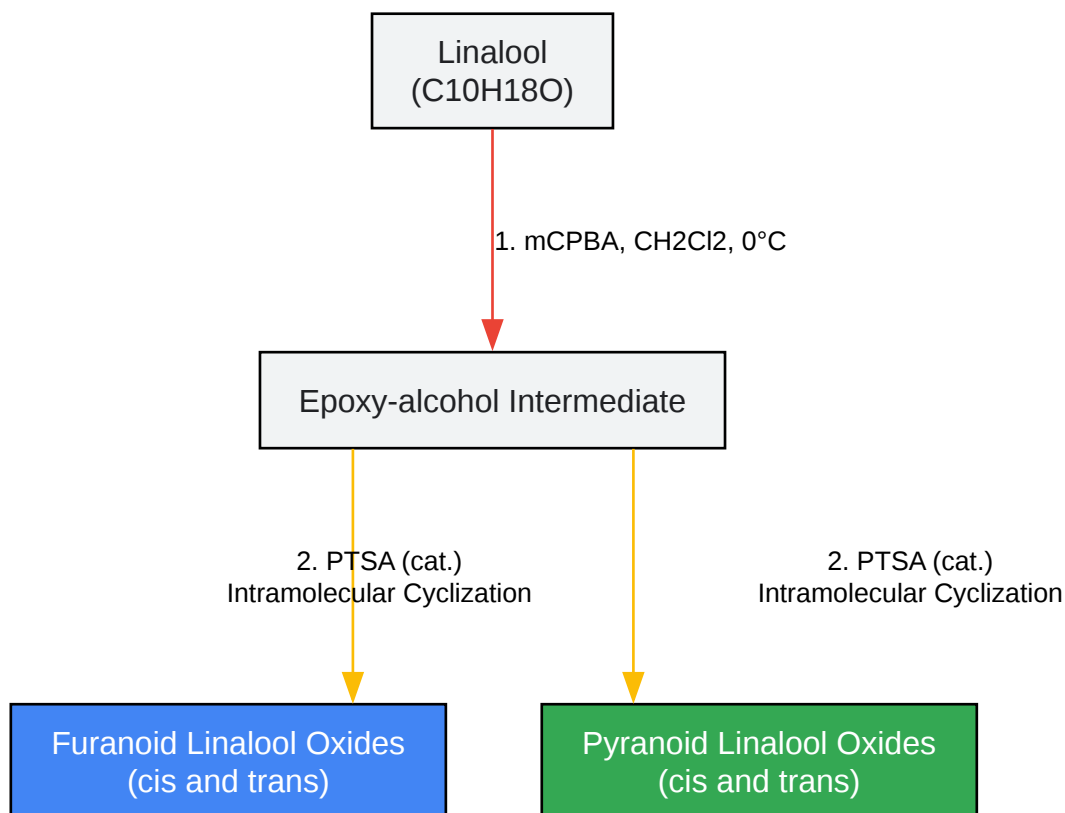 Linalool
(C10H18O)
1. mCPBA, CH2Cl2, 0°C
Epoxy-alcohol Intermediate
2. PTSA (cat.)
Intramolecular Cyclization
2. PTSA (cat.)
Intramolecular Cyclization
Furanoid Linalool Oxides
(cis and trans)
Pyranoid Linalool Oxides
(cis and trans)